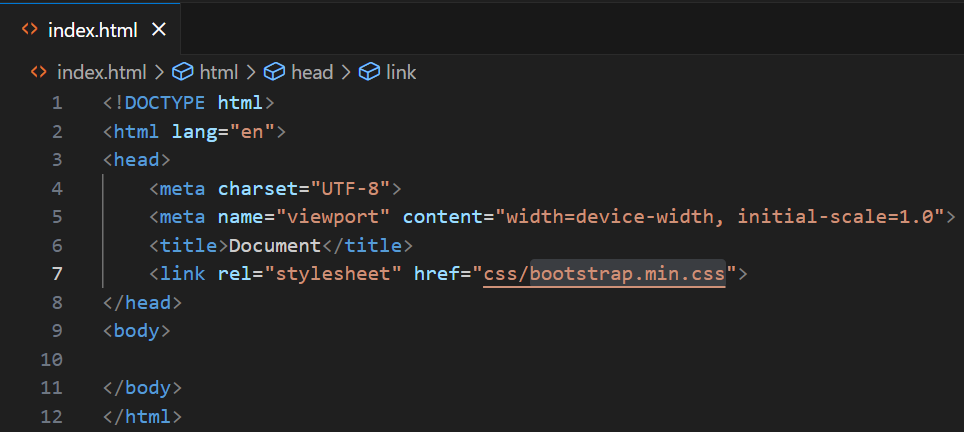 index.html
index.html > html > head > link
1 <!DOCTYPE html>
2 <html lang="en">
3 <head>
4     <meta charset="UTF-8">
5     <meta name="viewport" content="width=device-width, initial-scale=1.0">
6     <title>Document</title>
7     <link rel="stylesheet" href="css/bootstrap.min.css">
8 </head>
9 <body>
10
11 </body>
12 </html>